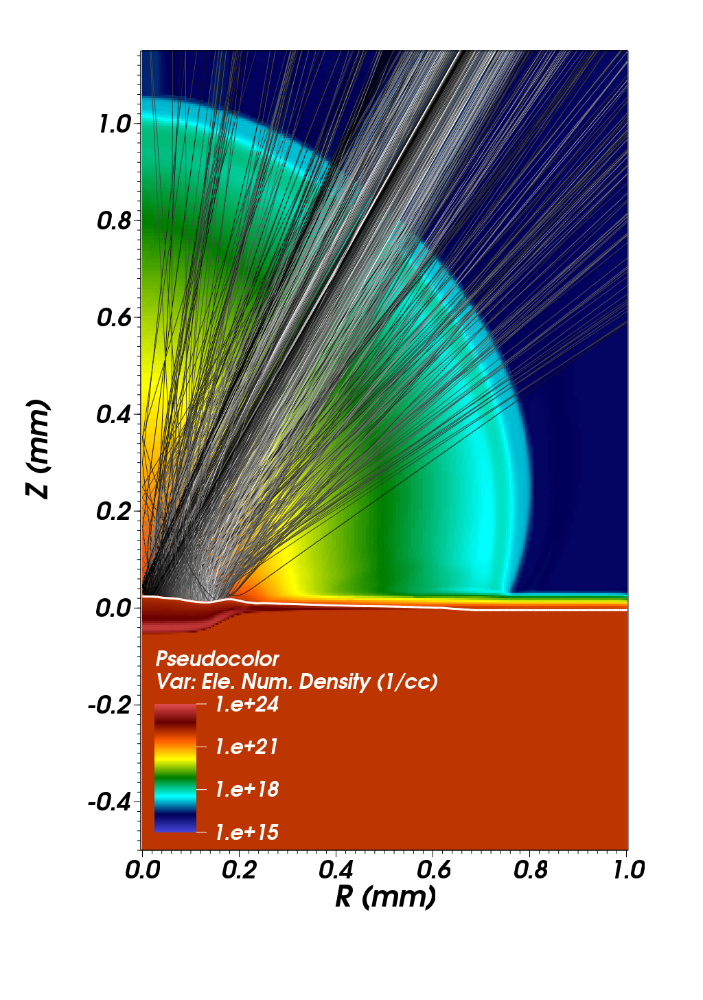 1.0
0.8
0.6
0.4
0.2
0.0
-0.2
-0.4
Z (mm)
Pseudocolor
Var: Ele. Num. Density (1/cc)
1.e+24
1.e+21
1.e+18
1.e+15
0.0 0.2 0.4 0.6 0.8 1.0
R (mm)